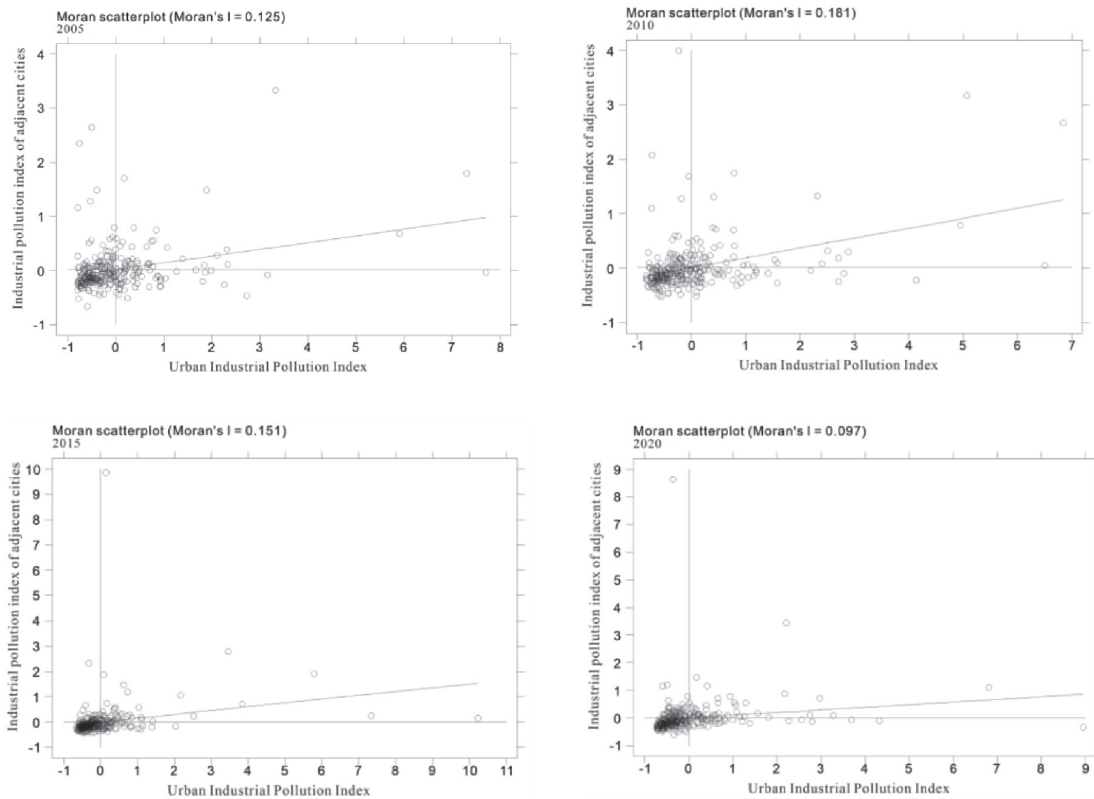 Moran scatterplot (Moran's I = 0.125)
2005
Industrial pollution index of adjacent cities
4
3
2
1
0
-1
-1 0 1 2 3 4 5 6 7 8
Urban Industrial Pollution Index
Moran scatterplot (Moran's I = 0.181)
2010
Industrial pollution index of adjacent cities
4
3
2
1
0
-1
-1 0 1 2 3 4 5 6 7
Urban Industrial Pollution Index
Moran scatterplot (Moran's I = 0.151)
2015
Industrial pollution index of adjacent cities
10
9
8
7
6
5
4
3
2
1
0
-1
-1 0 1 2 3 4 5 6 7 8 9 10 11
Urban Industrial Pollution Index
Moran scatterplot (Moran's I = 0.097)
2020
Industrial pollution index of adjacent cities
9
8
7
6
5
4
3
2
1
0
-1
-1 0 1 2 3 4 5 6 7 8 9
Urban Industrial Pollution Index